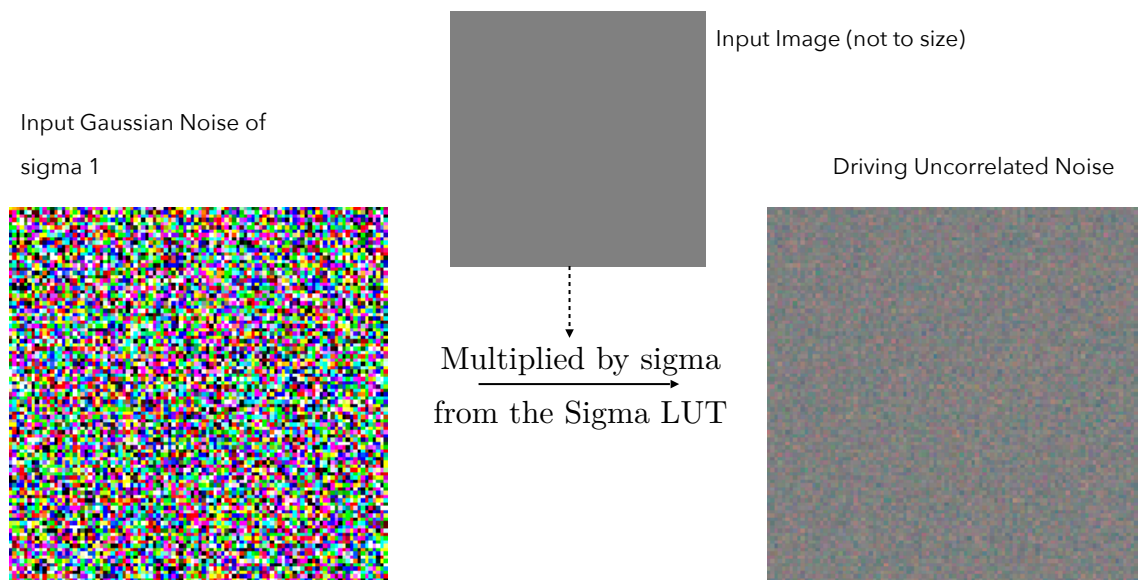 Input Image (not to size)
Input Gaussian Noise of
sigma 1
Driving Uncorrelated Noise
Multiplied by sigma
from the Sigma LUT